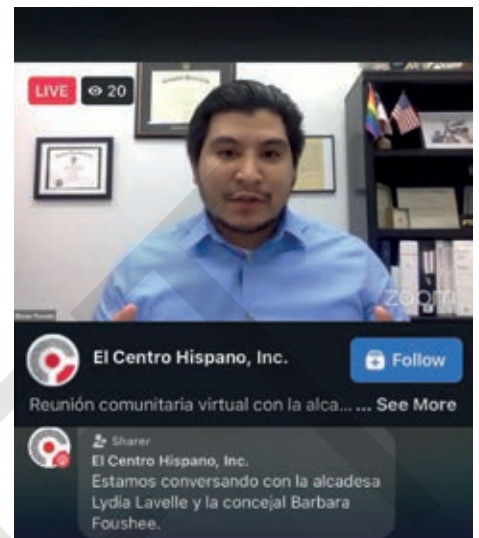 LIVE 20
zoom
El Centro Hispano, Inc.
Follow
Reunión comunitaria virtual con la alca... ... See More
Sharer
El Centro Hispano, Inc.
Estamos conversando con la alcadesa
Lydia Lavelle y la concejal Barbara
Foushee.